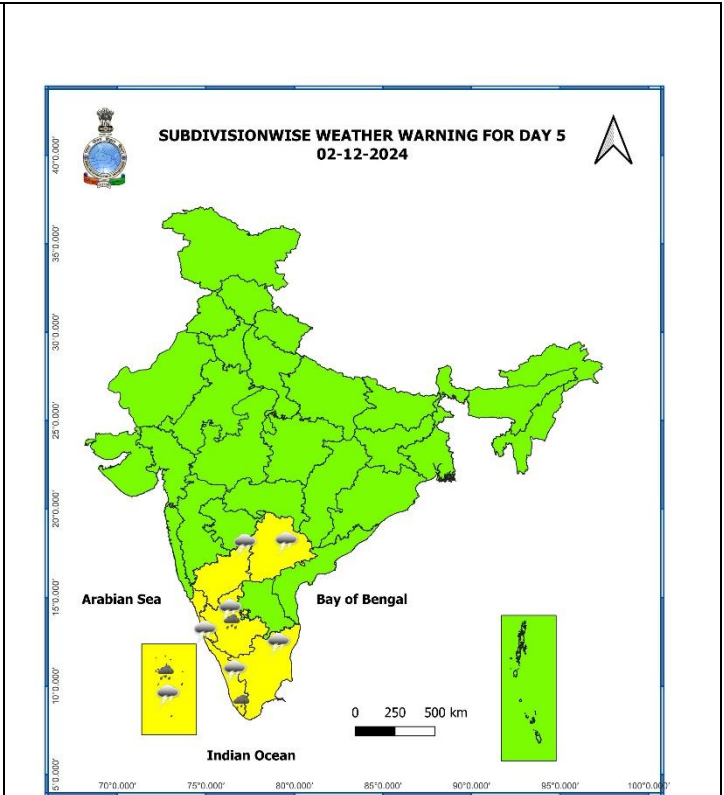 SUBDIVISIONWISE WEATHER WARNING FOR DAY 5
02-12-2024
40°0.000'
35°0.000'
30°0.000'
25°0.000'
20°0.000'
15°0.000'
10°0.000'
5°0.000'
Arabian Sea
Bay of Bengal
0 250 500 km
Indian Ocean
70°0.000' 75°0.000' 80°0.000' 85°0.000' 90°0.000' 95°0.000' 100°0.000'